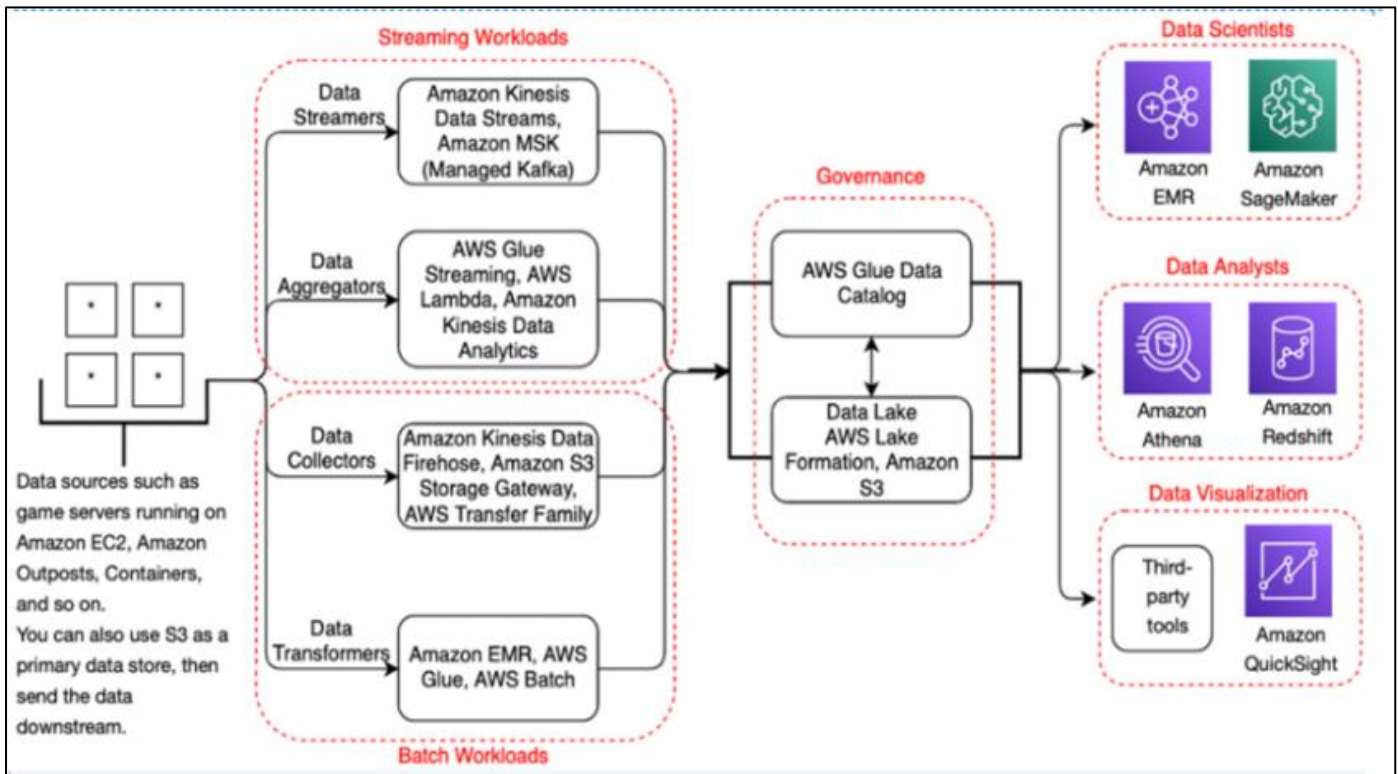 Streaming Workloads
Data
Streamers
Amazon Kinesis
Data Streams,
Amazon MSK
(Managed Kafka)
Data
Aggregators
AWS Glue
Streaming, AWS
Lambda, Amazon
Kinesis Data
Analytics
*
*
*
*
Data sources such as
game servers running on
Amazon EC2, Amazon
Outposts, Containers,
and so on.
You can also use S3 as a
primary data store, then
send the data
downstream.
Data
Collectors
Amazon Kinesis Data
Firehose, Amazon S3
Storage Gateway,
AWS Transfer Family
Data
Transformers
Amazon EMR, AWS
Glue, AWS Batch
Batch Workloads
Governance
AWS Glue Data
Catalog
Data Lake
AWS Lake
Formation, Amazon
S3
Data Scientists
Amazon
EMR
Amazon
SageMaker
Data Analysts
Amazon
Athena
Amazon
Redshift
Data Visualization
Third-
party
tools
Amazon
QuickSight